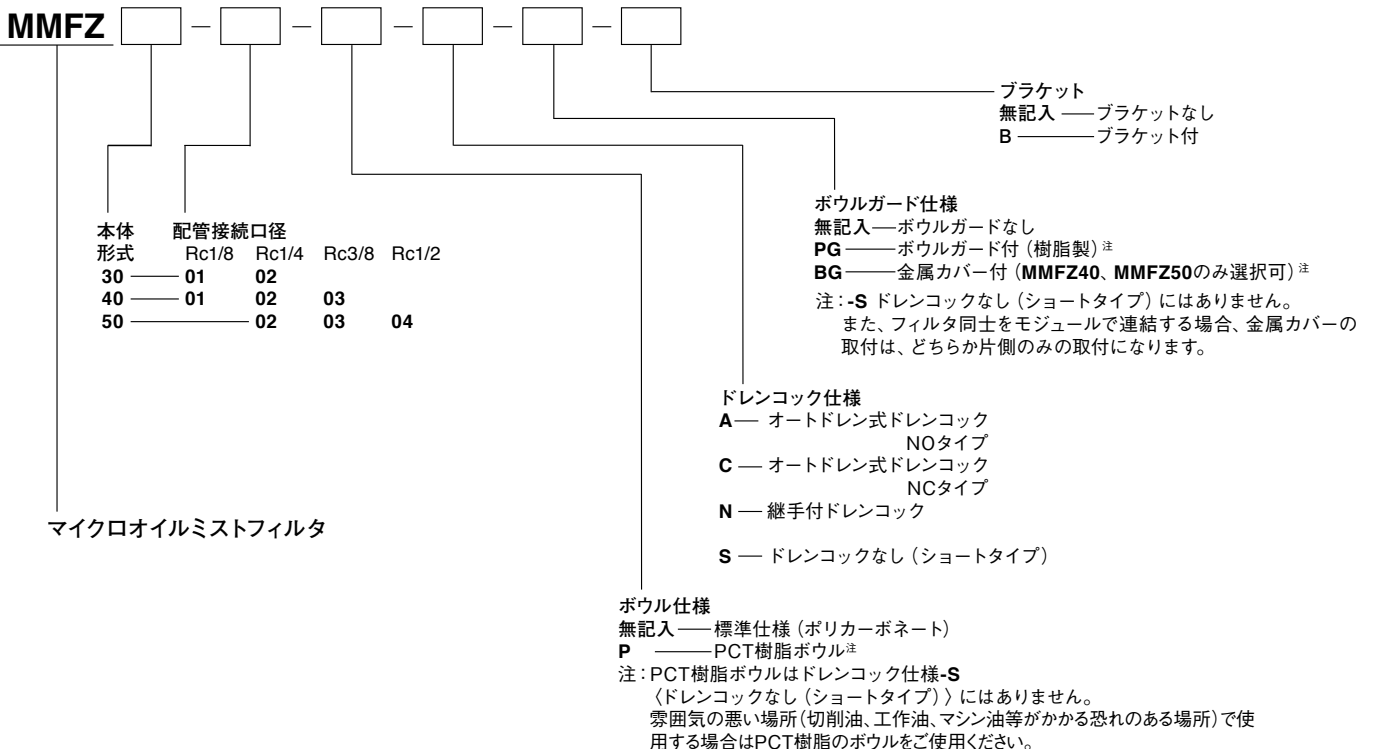 MMFZ － － － － －
ブラケット
無記入 ── ブラケットなし
B ──── ブラケット付
ボウルガード仕様
無記入── ボウルガードなし
PG ─── ボウルガード付（樹脂製）注
BG ─── 金属カバー付（MMFZ40、MMFZ50のみ選択可）注
注：-S ドレンコックなし（ショートタイプ）にはありません。
また、フィルタ同士をモジュールで連結する場合、金属カバーの
取付は、どちらか片側のみの取付になります。
本体 配管接続口径
形式 Rc1/8 Rc1/4 Rc3/8 Rc1/2
30 ── 01 02
40 ── 01 02 03
50 ───── 02 03 04
ドレンコック仕様
A ── オートドレン式ドレンコック
NOタイプ
C ── オートドレン式ドレンコック
NCタイプ
N ── 継手付ドレンコック
S ── ドレンコックなし（ショートタイプ）
マイクロオイルミストフィルタ
ボウル仕様
無記入 ── 標準仕様（ポリカーボネート）
P ─── PCT樹脂ボウル注
注：PCT樹脂ボウルはドレンコック仕様-S
〈ドレンコックなし（ショートタイプ）〉にはありません。
雰囲気の悪い場所（切削油、工作油、マシン油等がかかる恐れのある場所）で使
用する場合はPCT樹脂のボウルをご使用ください。